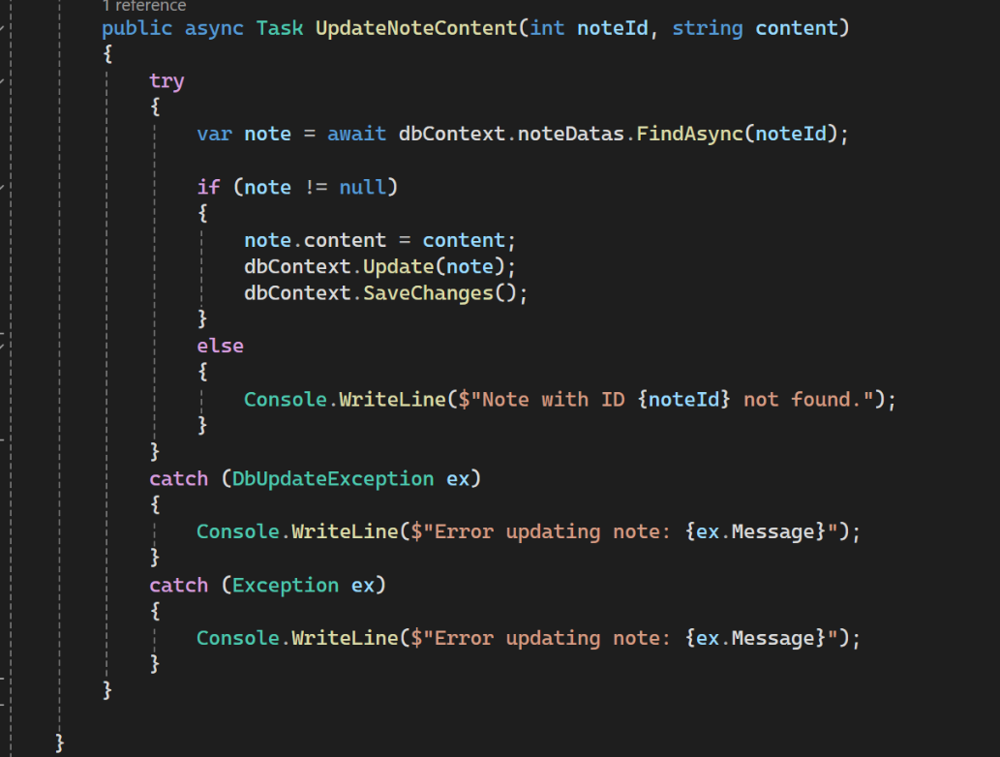 1 reference
public async Task UpdateNoteContent(int noteId, string content)
{
try
{
var note = await dbContext.noteDatas.FindAsync(noteId);
if (note != null)
{
note.content = content;
dbContext.Update(note);
dbContext.SaveChanges();
}
else
{
Console.WriteLine($"Note with ID {noteId} not found.");
}
}
catch (DbUpdateException ex)
{
Console.WriteLine($"Error updating note: {ex.Message}");
}
catch (Exception ex)
{
Console.WriteLine($"Error updating note: {ex.Message}");
}
}
}